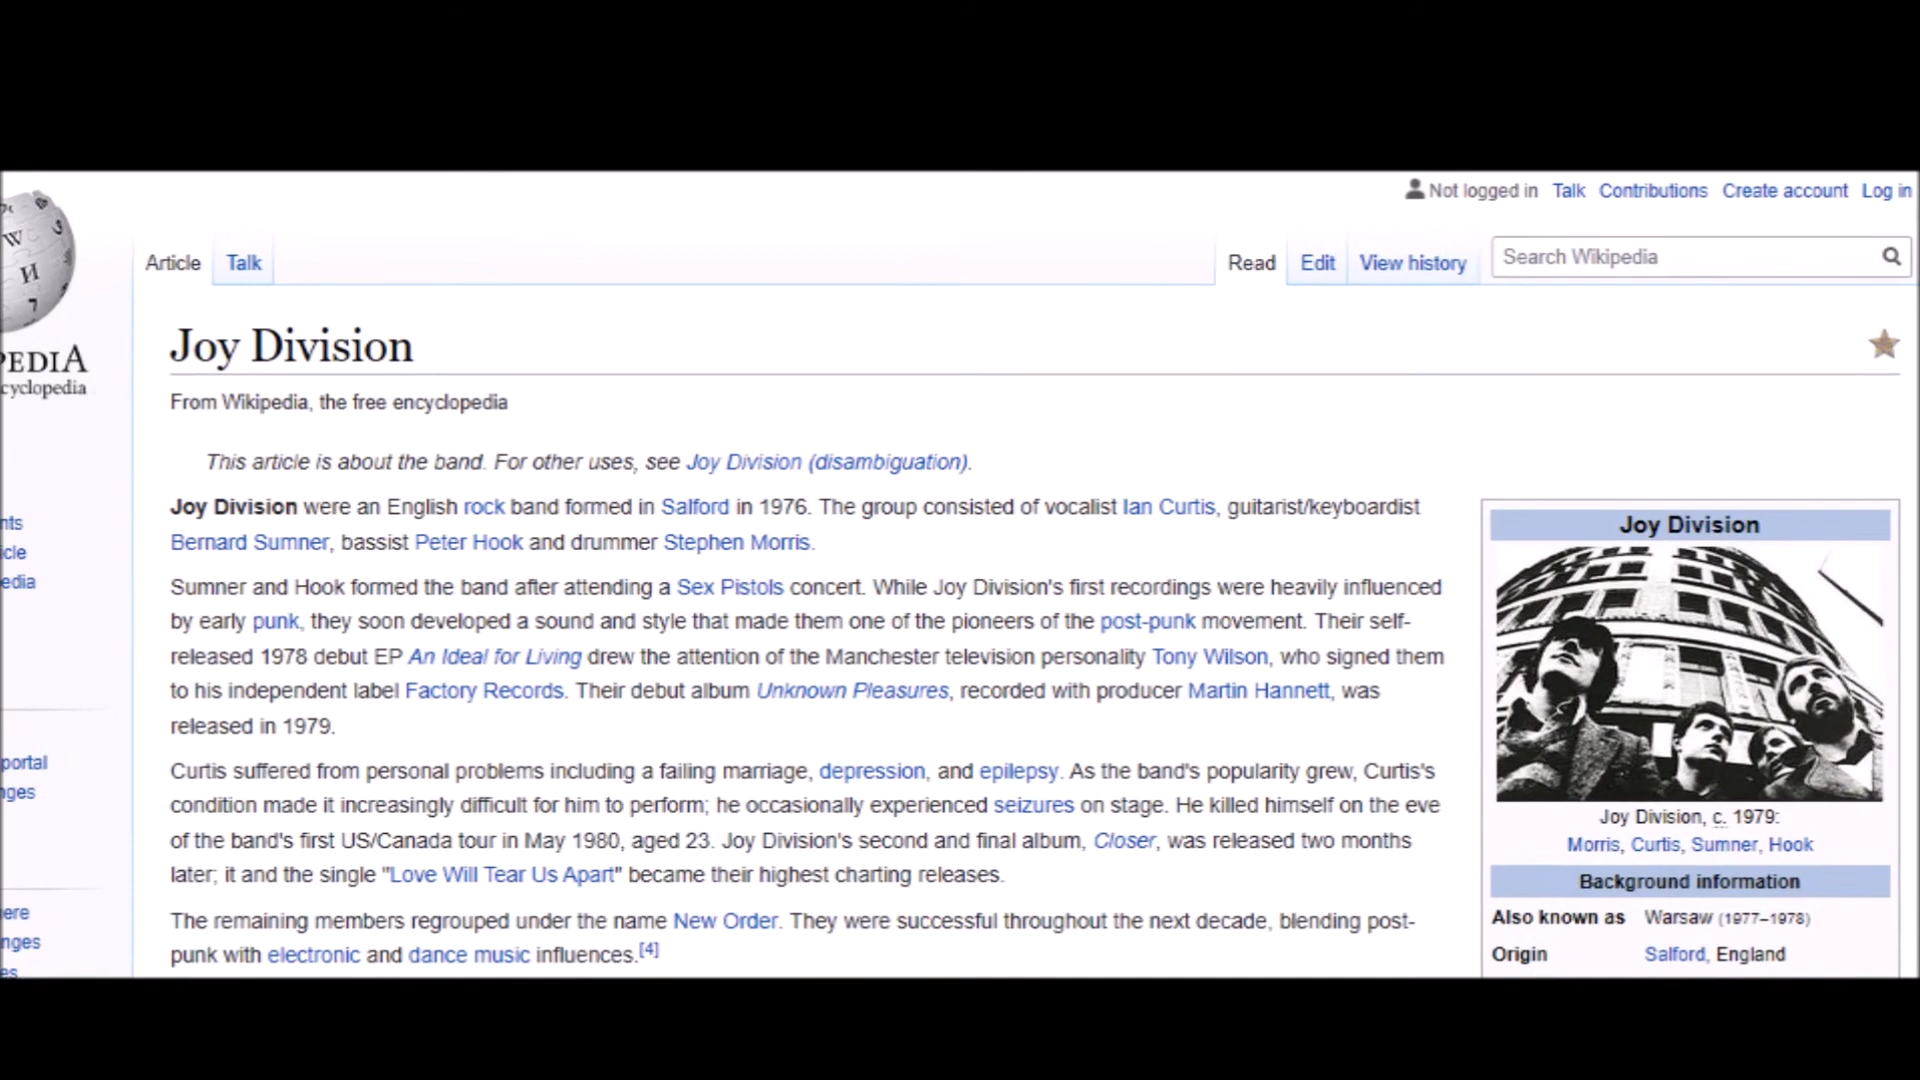 Not logged in Talk Contributions Create account Log in
Article Talk Read Edit View history Search Wikipedia
W
И
PEDIA
cyclopedia
Joy Division
From Wikipedia, the free encyclopedia
This article is about the band. For other uses, see Joy Division (disambiguation).
Joy Division were an English rock band formed in Salford in 1976. The group consisted of vocalist Ian Curtis, guitarist/keyboardist
Bernard Sumner, bassist Peter Hook and drummer Stephen Morris.
Sumner and Hook formed the band after attending a Sex Pistols concert. While Joy Division's first recordings were heavily influenced
by early punk, they soon developed a sound and style that made them one of the pioneers of the post-punk movement. Their self-
released 1978 debut EP An Ideal for Living drew the attention of the Manchester television personality Tony Wilson, who signed them
to his independent label Factory Records. Their debut album Unknown Pleasures, recorded with producer Martin Hannett, was
released in 1979.
Curtis suffered from personal problems including a failing marriage, depression, and epilepsy. As the band's popularity grew, Curtis's
condition made it increasingly difficult for him to perform; he occasionally experienced seizures on stage. He killed himself on the eve
of the band's first US/Canada tour in May 1980, aged 23. Joy Division's second and final album, Closer, was released two months
later; it and the single "Love Will Tear Us Apart" became their highest charting releases.
The remaining members regrouped under the name New Order. They were successful throughout the next decade, blending post-
punk with electronic and dance music influences.[4]
nts
icle
edia
portal
nges
ere
nges
es
Joy Division
Joy Division, c. 1979:
Morris, Curtis, Sumner, Hook
Background information
Also known as Warsaw (1977–1978)
Origin Salford, England